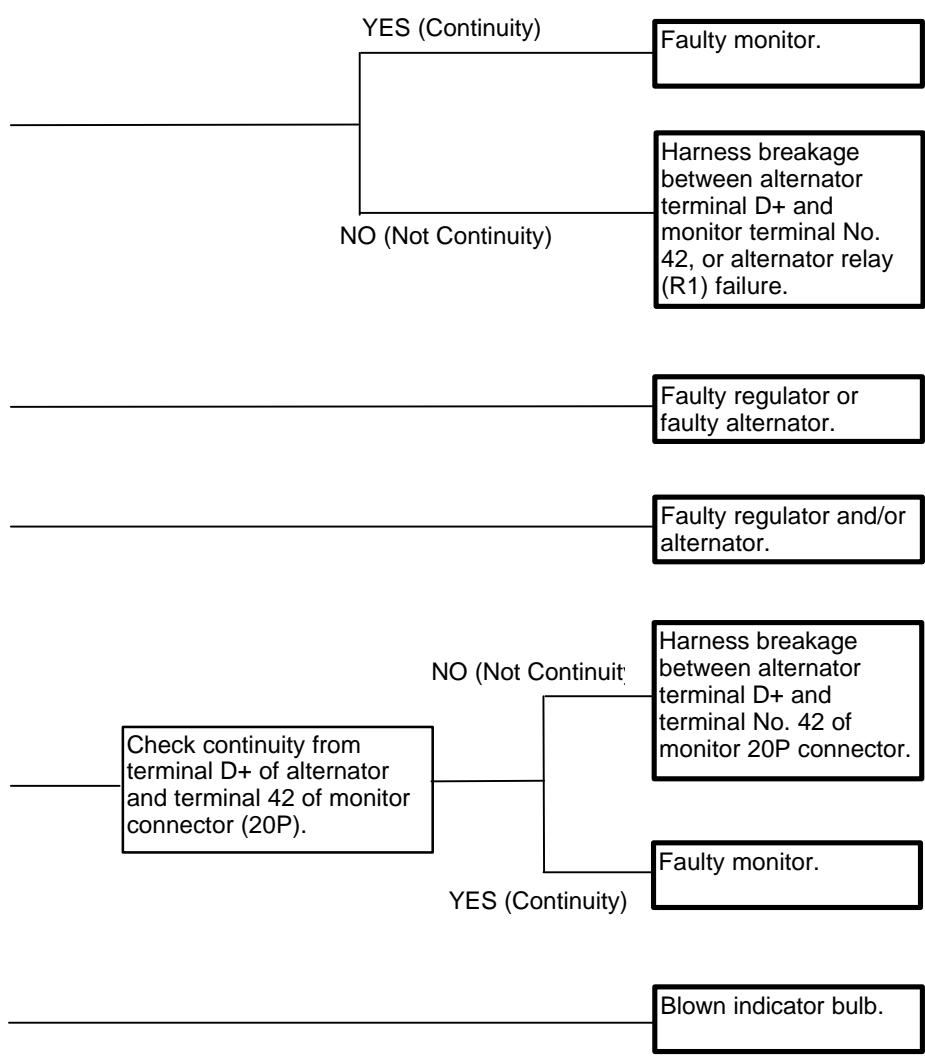 YES (Continuity)
Faulty monitor.
Harness breakage
between alternator
terminal D+ and
monitor terminal No.
42, or alternator relay
(R1) failure.
NO (Not Continuity)
Faulty regulator or
faulty alternator.
Faulty regulator and/or
alternator.
NO (Not Continuity
Harness breakage
between alternator
terminal D+ and
terminal No. 42 of
monitor 20P connector.
Check continuity from
terminal D+ of alternator
and terminal 42 of monitor
connector (20P).
Faulty monitor.
YES (Continuity)
Blown indicator bulb.